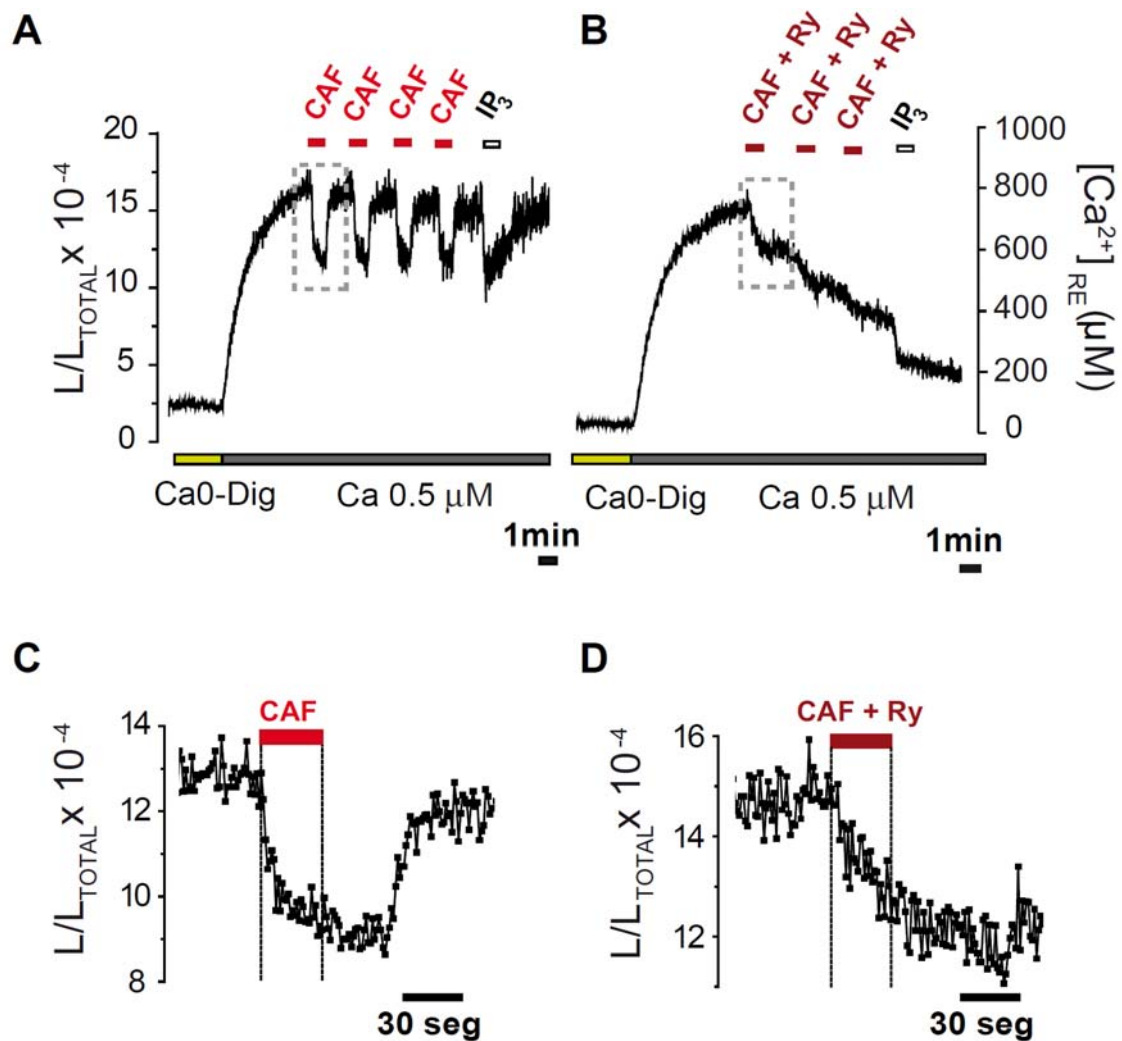 A
CAF
CAF
CAF
CAF
IP3
20
15
10
5
0
L/LTOTAL x 10-4
Ca0-Dig
Ca 0.5 μM
1min
B
CAF + Ry
CAF + Ry
CAF + Ry
IP3
1000
800
600
400
200
0
[Ca2+]RE (μM)
Ca0-Dig
Ca 0.5 μM
1min
C
CAF
14
12
10
8
L/LTOTAL x 10-4
30 seg
D
CAF + Ry
16
14
12
L/LTOTAL x 10-4
30 seg